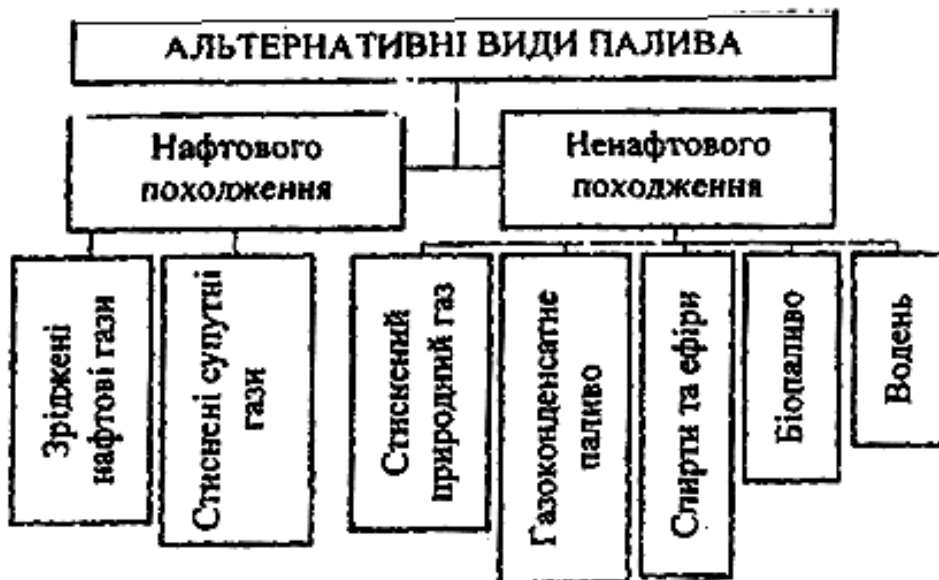 АЛЬТЕРНАТИВНІ ВИДИ ПАЛИВА
Нафтового
походження
Ненафтового
походження
Зріджені
нафтові гази
Стиснені супутні
гази
Стиснений
природний газ
Газоконденсатне
паливо
Спирти та ефіри
Біопаливо
Водень